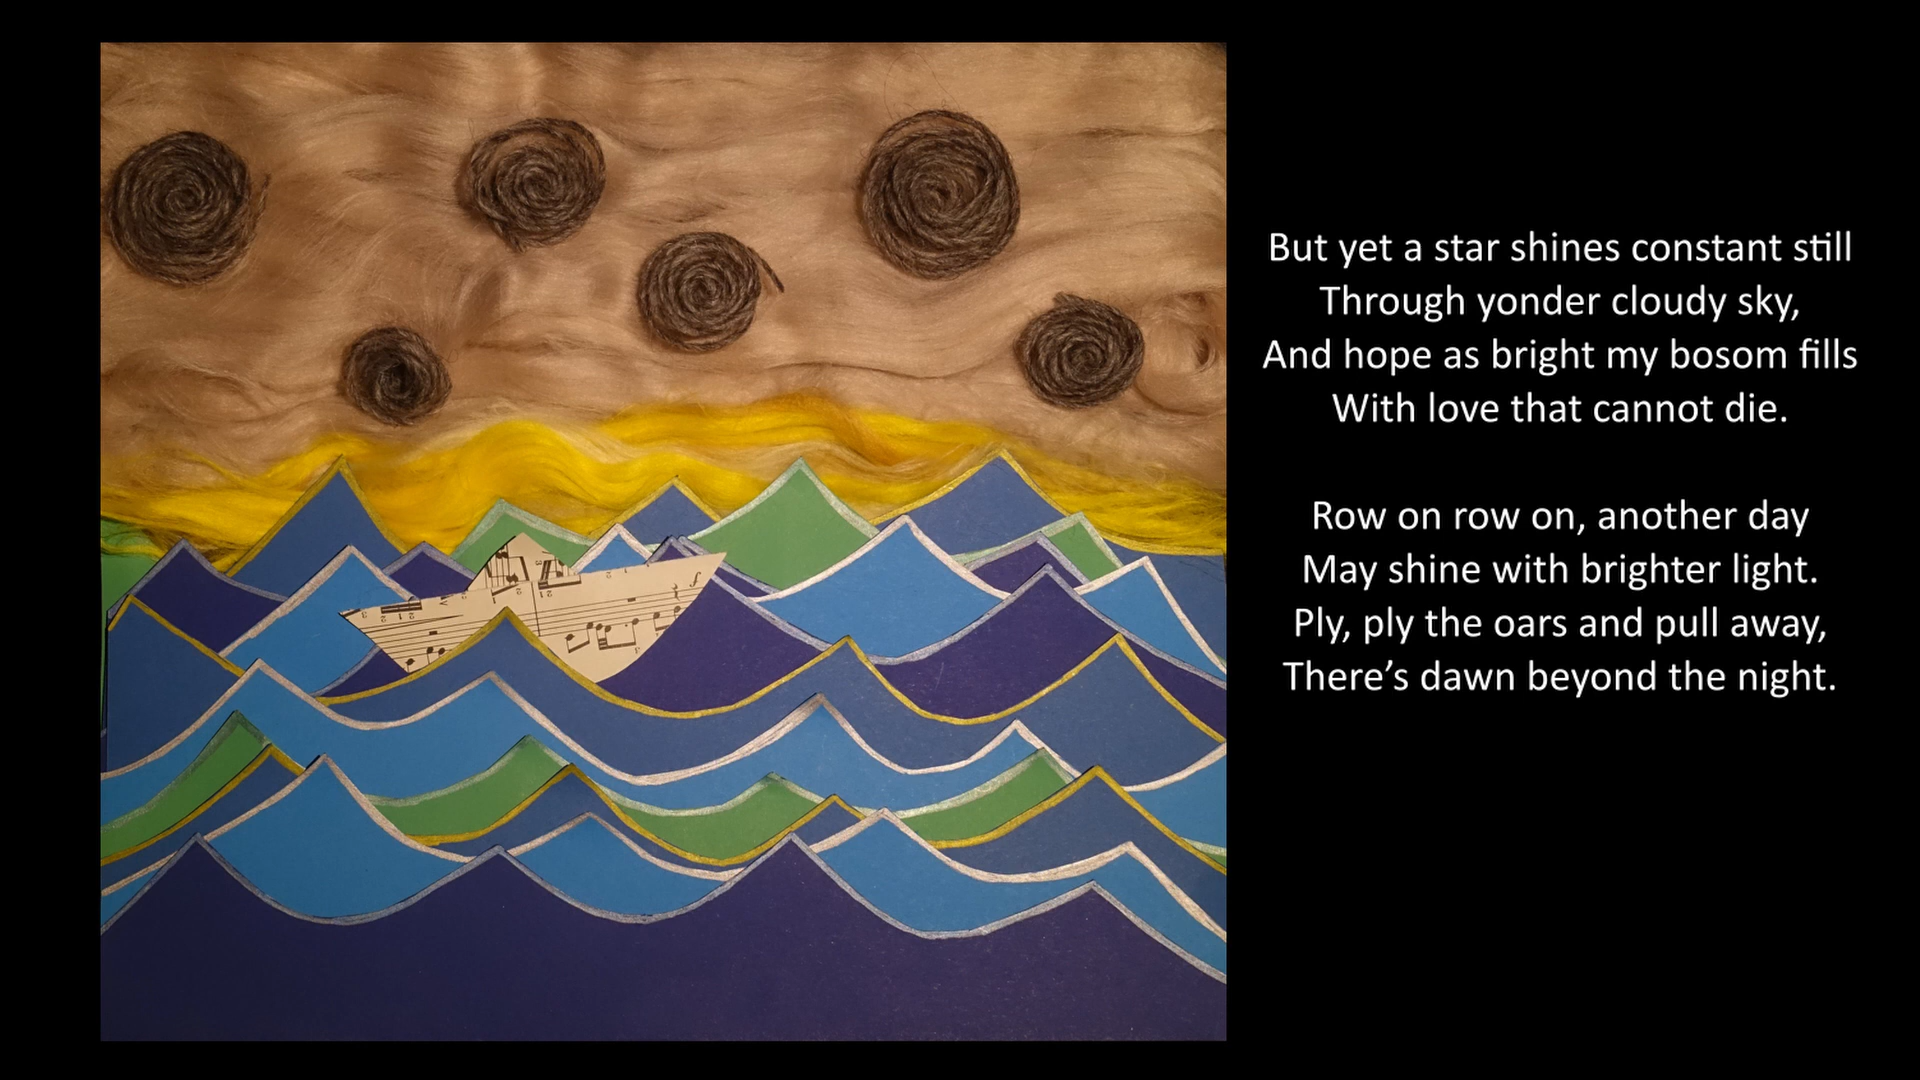 But yet a star shines constant still
Through yonder cloudy sky,
And hope as bright my bosom fills
With love that cannot die.
Row on row on, another day
May shine with brighter light.
Ply, ply the oars and pull away,
There’s dawn beyond the night.